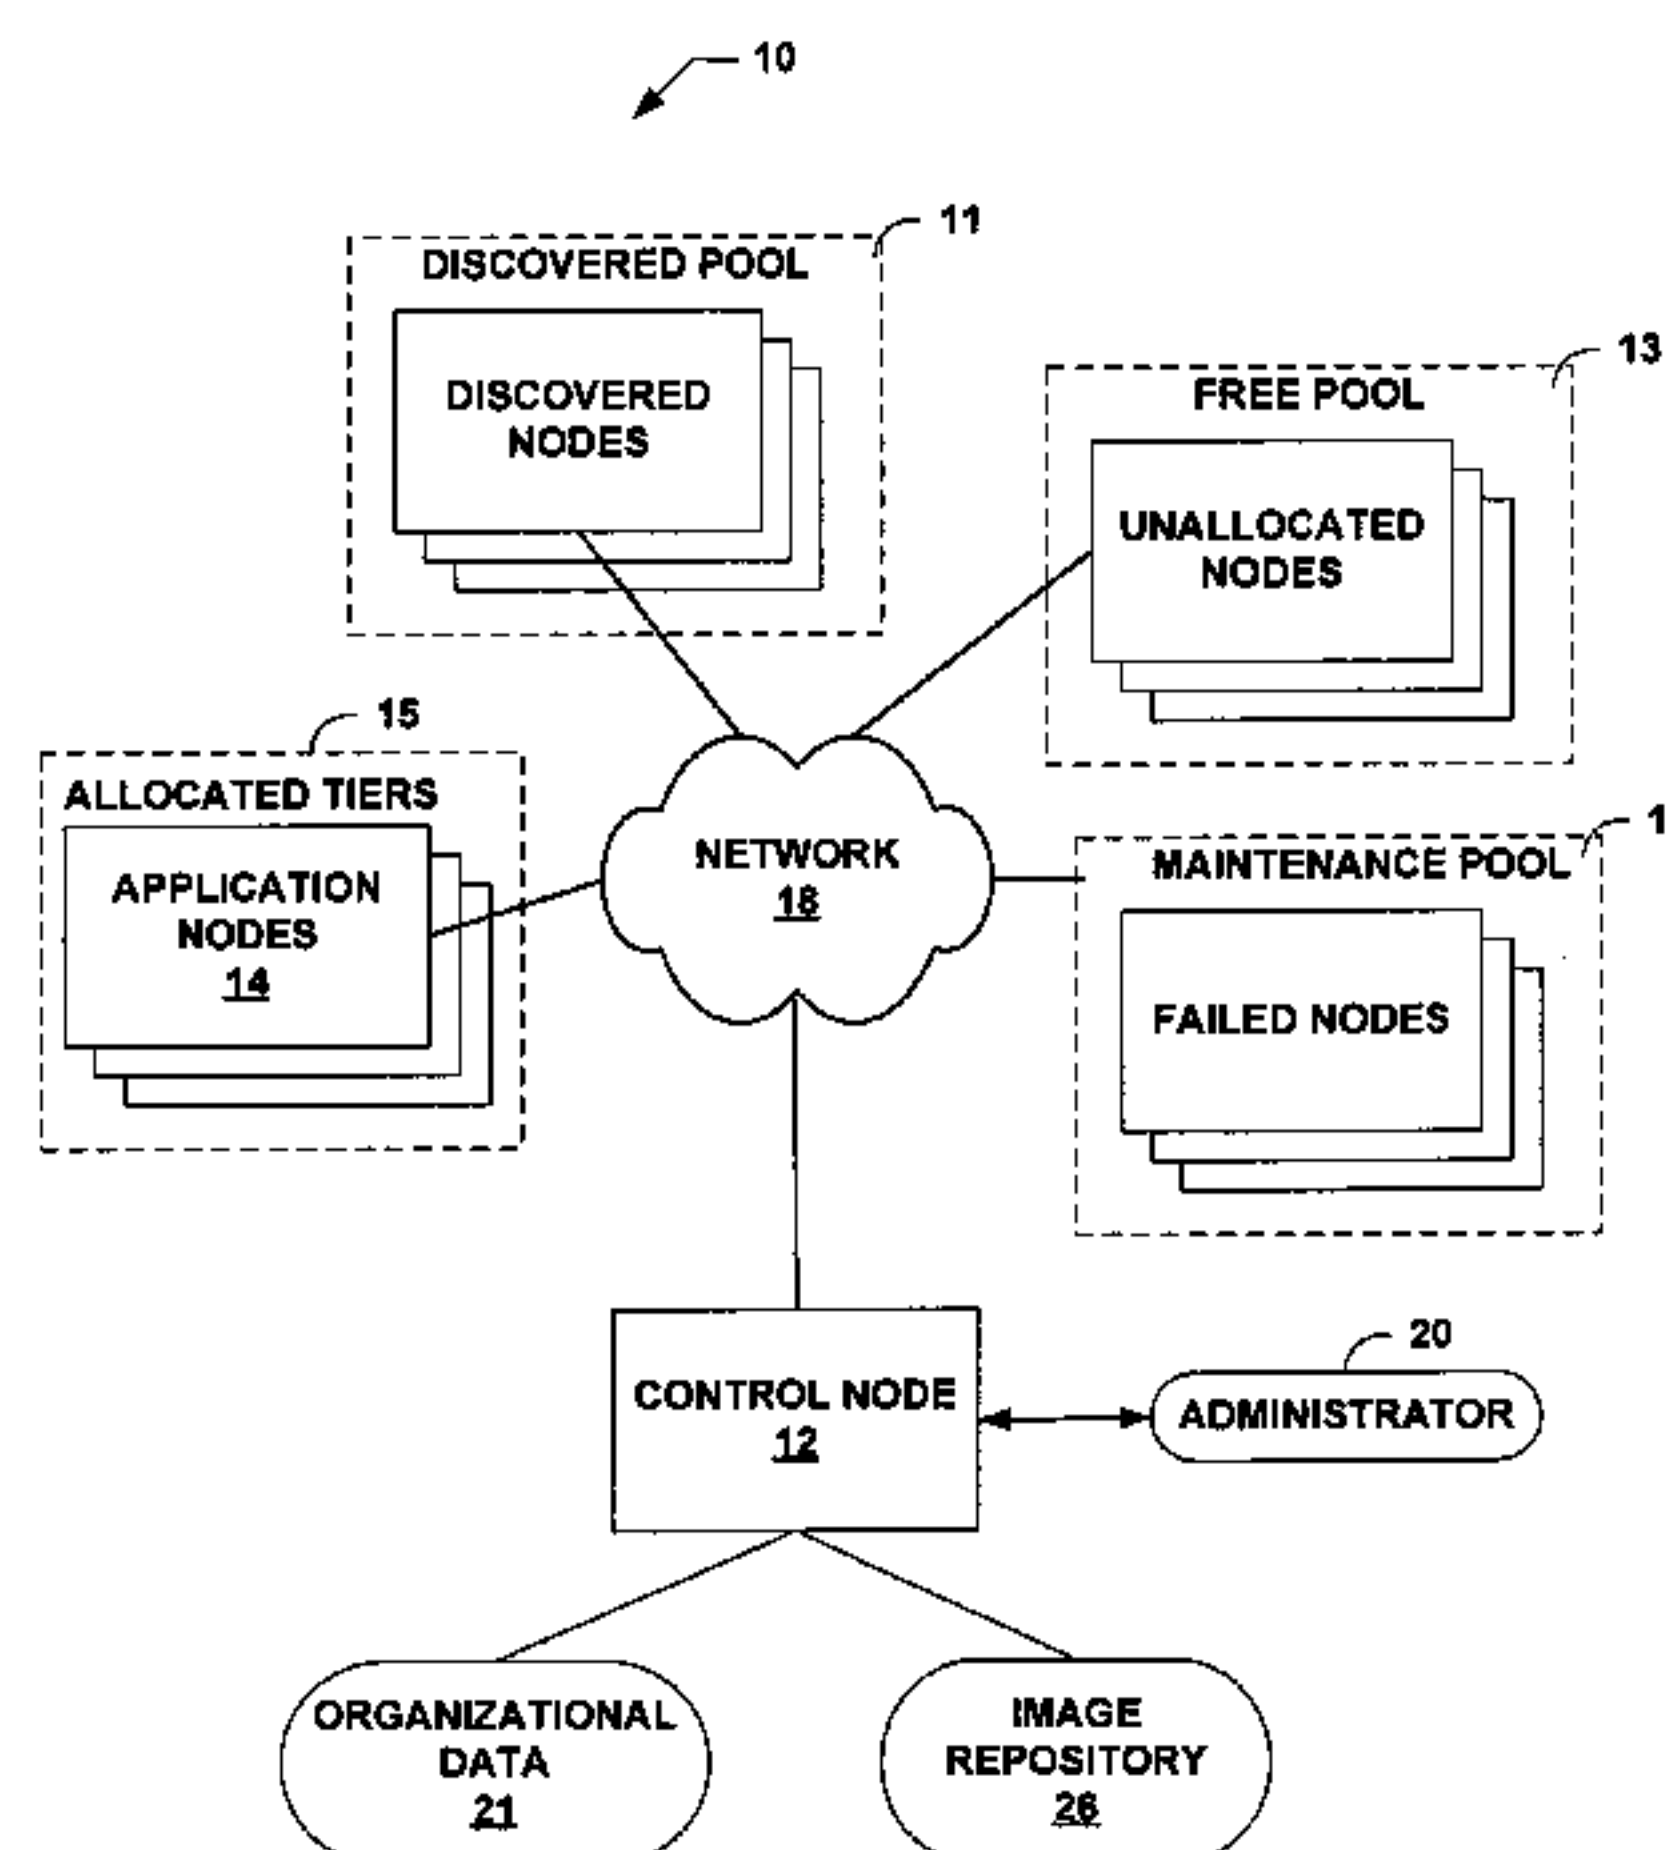 10
11
DISCOVERED POOL
DISCOVERED
NODES
13
FREE POOL
UNALLOCATED
NODES
15
ALLOCATED TIERS
APPLICATION
NODES
14
NETWORK
18
1
MAINTENANCE POOL
FAILED NODES
CONTROL NODE
12
20
ADMINISTRATOR
ORGANIZATIONAL
DATA
21
IMAGE
REPOSITORY
26